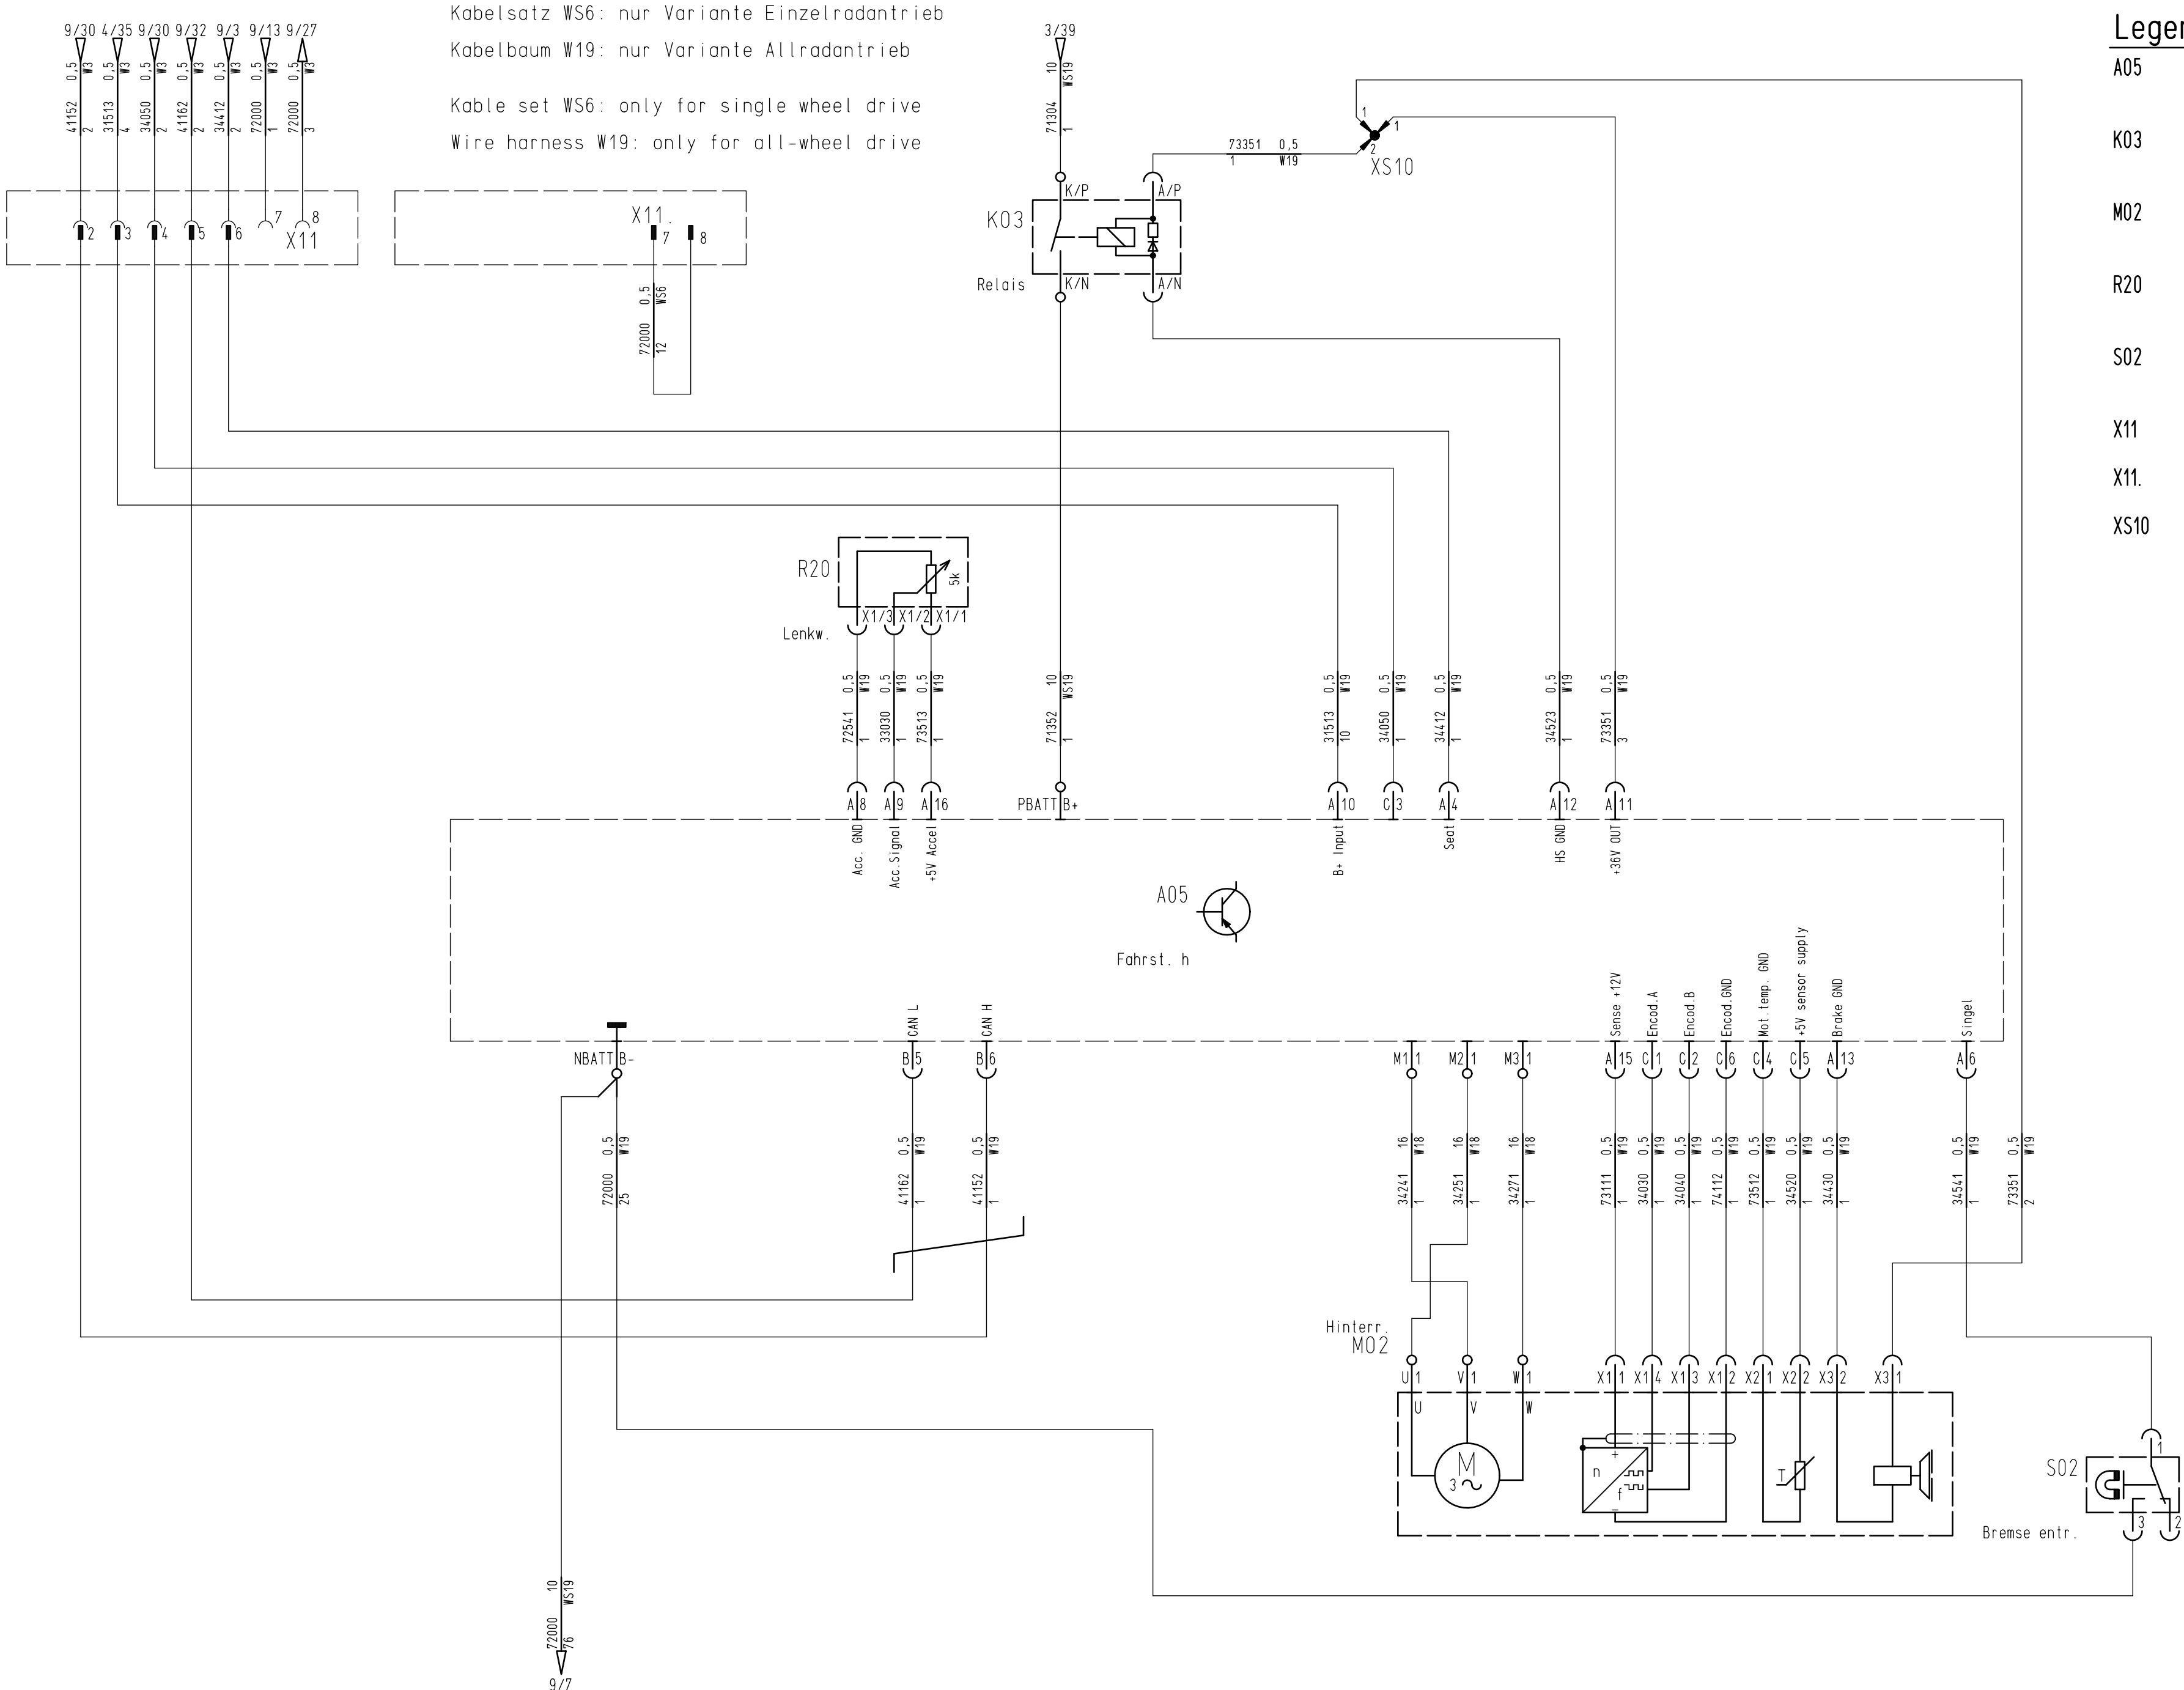 Kabelsatz WS6: nur Variante Einzelradantrieb
Kabelbaum W19: nur Variante Allradantrieb
Kable set WS6: only for single wheel drive
Wire harness W19: only for all-wheel drive
9/30 4/35 9/30 9/32 9/3 9/13 9/27
41152 0,5
2 W3
31513 0,5
4 W3
34050 0,5
2 W3
41162 0,5
2 W3
34412 0,5
2 W3
72000 0,5
1 W3
72000 0,5
3 W3
2 3 4 5 6 7 8
X11
X11.
7 8
72000 0,5
12 WS6
3/39
71304 10
1 WS19
K/P A/P
K03
Relais
K/N A/N
73351 0,5
1 W19
1 1
2
XS10
Legen
A05
K03
M02
R20
S02
X11
X11.
XS10
R20
5k
X1/3 X1/2 X1/1
Lenkw.
72541 0,5
1 W19
33030 0,5
1 W19
73513 0,5
1 W19
71352 10
1 WS19
31513 0,5
10 W19
34050 0,5
1 W19
34412 0,5
1 W19
34523 0,5
1 W19
73351 0,5
3 W19
A 8 A 9 A 16 PBATT B+ A 10 C 3 A 4 A 12 A 11
Acc. GND
Acc.Signal
+5V Accel
B+ Input
Seat
HS GND
+36V OUT
A05
Fahrst. h
CAN L
CAN H
Sense +12V
Encod.A
Encod.B
Encod.GND
Mot.temp. GND
+5V sensor supply
Brake GND
Singel
NBATT B- B 5 B 6 M1 1 M2 1 M3 1 A 15 C 1 C 2 C 6 C 4 C 5 A 13 A 6
72000 0,5
25 W19
41162 0,5
1 W19
41152 0,5
1 W19
34241 16
1 W18
34251 16
1 W18
34271 16
1 W18
73111 0,5
1 W19
34030 0,5
1 W19
34040 0,5
1 W19
74112 0,5
1 W19
73512 0,5
1 W19
34520 0,5
1 W19
34430 0,5
1 W19
34541 0,5
1 W19
73351 0,5
2 W19
Hinterr.
M02
U 1 V 1 W 1 X1 1 X1 4 X1 3 X1 2 X2 1 X2 2 X3 2 X3 1
U V W
M
3
+
n
f
−
T
S02
1
3 2
Bremse entr.
72000 10
76 WS19
9/7